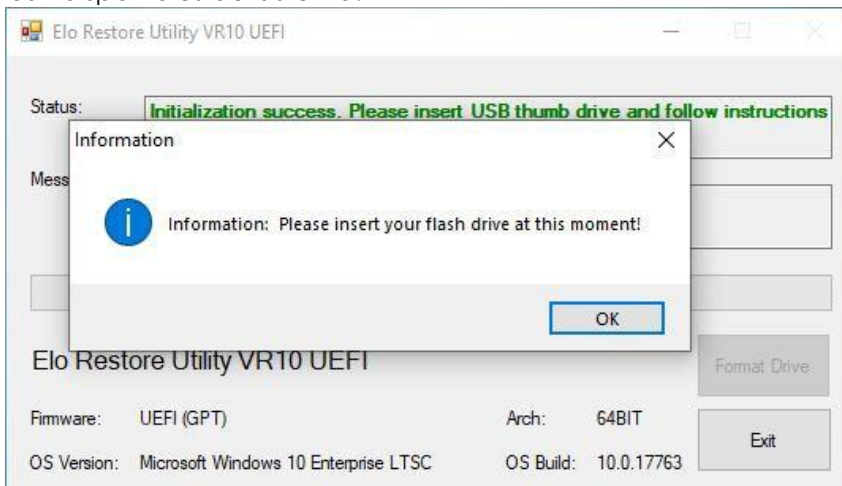 Elo Restore Utility VR10 UEFI
Status:
Initialization success. Please insert USB thumb drive and follow instructions
Information
Mess
Information: Please insert your flash drive at this moment!
OK
Elo Restore Utility VR10 UEFI
Format Drive
Firmware: UEFI (GPT) Arch: 64BIT
Exit
OS Version: Microsoft Windows 10 Enterprise LTSC OS Build: 10.0.17763